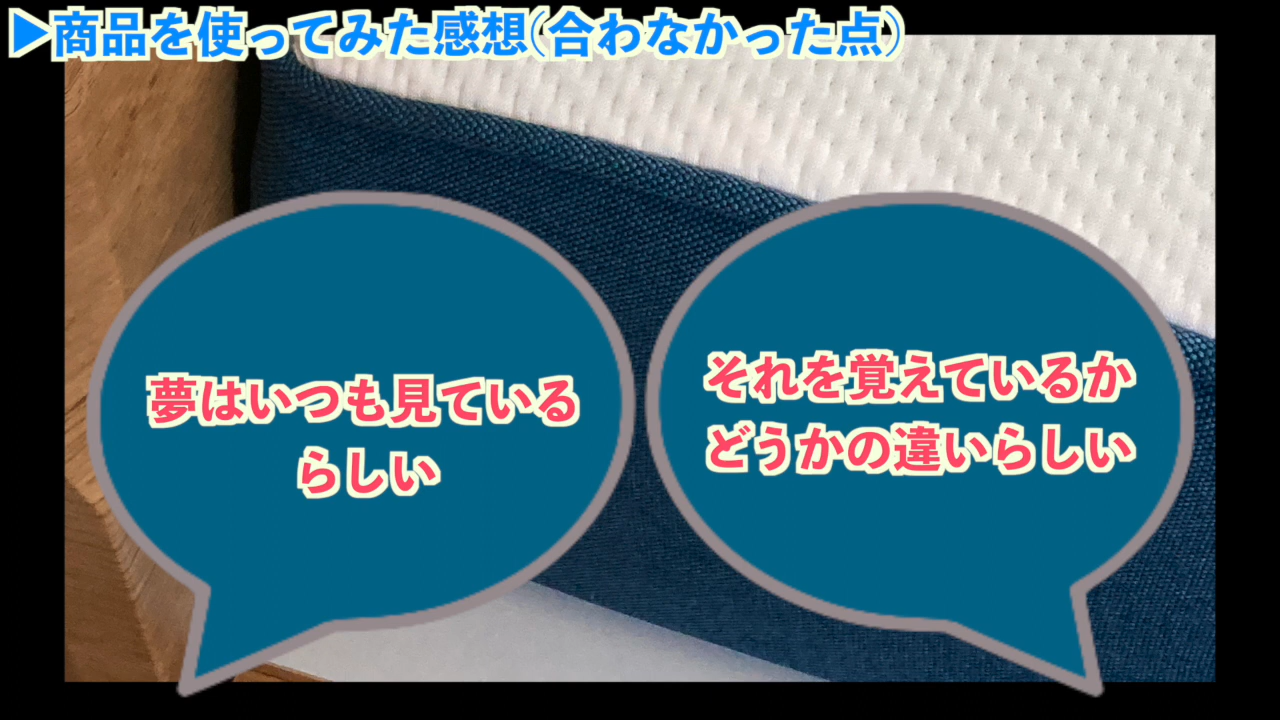 ▶商品を使ってみた感想(合わなかった点)
夢はいつも見ている
らしい
それを覚えているか
どうかの違いらしい